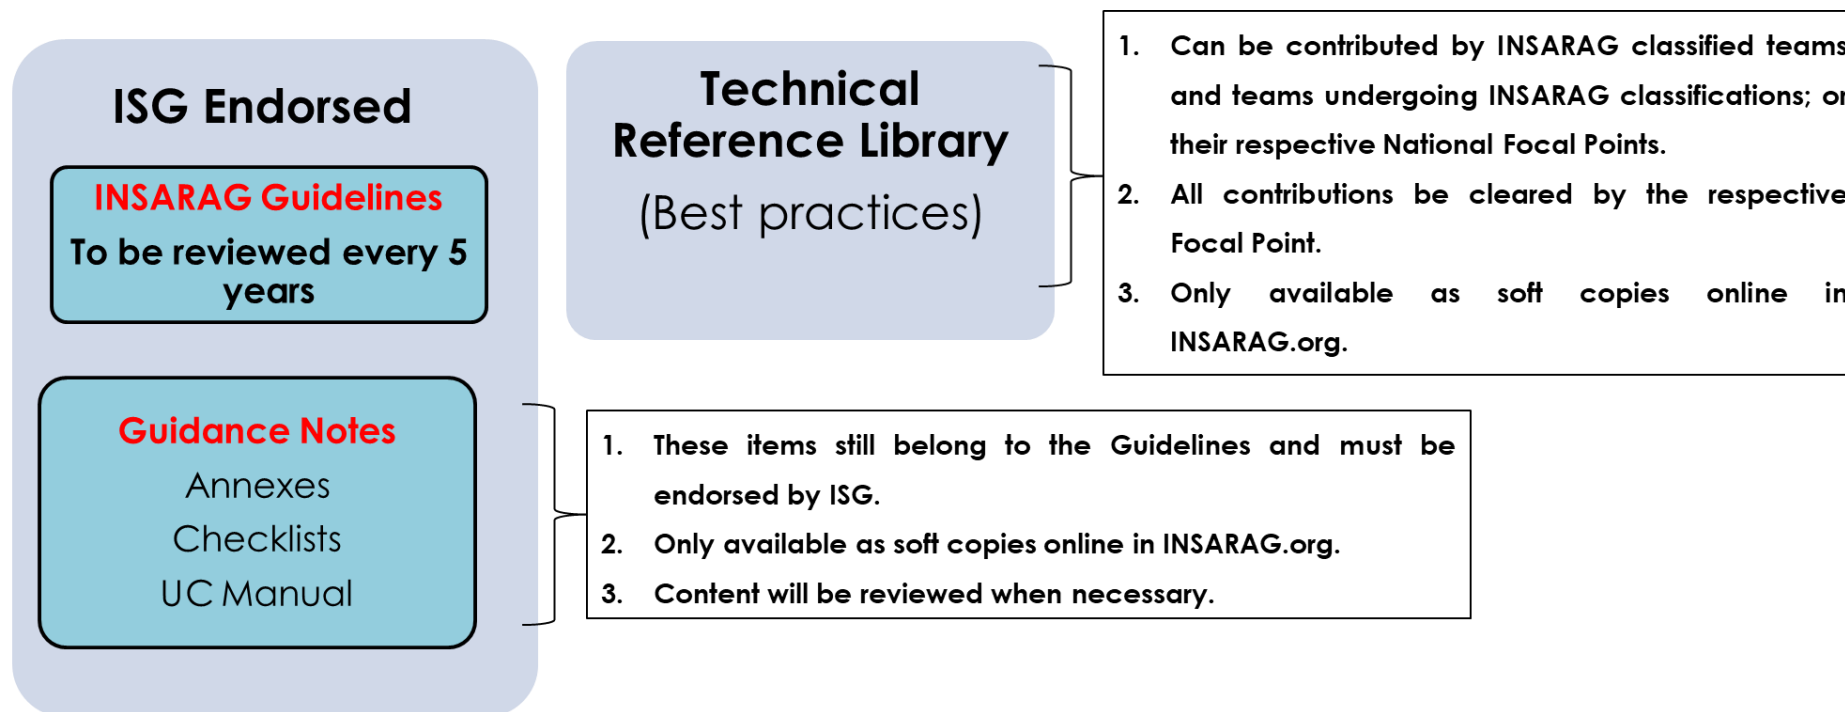 ISG Endorsed
INSARAG Guidelines
To be reviewed every 5
years
Guidance Notes
Annexes
Checklists
UC Manual
Technical
Reference Library
(Best practices)
1. Can be contributed by INSARAG classified teams
and teams undergoing INSARAG classifications; or
their respective National Focal Points.
2. All contributions be cleared by the respective
Focal Point.
3. Only available as soft copies online in
INSARAG.org.
1. These items still belong to the Guidelines and must be
endorsed by ISG.
2. Only available as soft copies online in INSARAG.org.
3. Content will be reviewed when necessary.